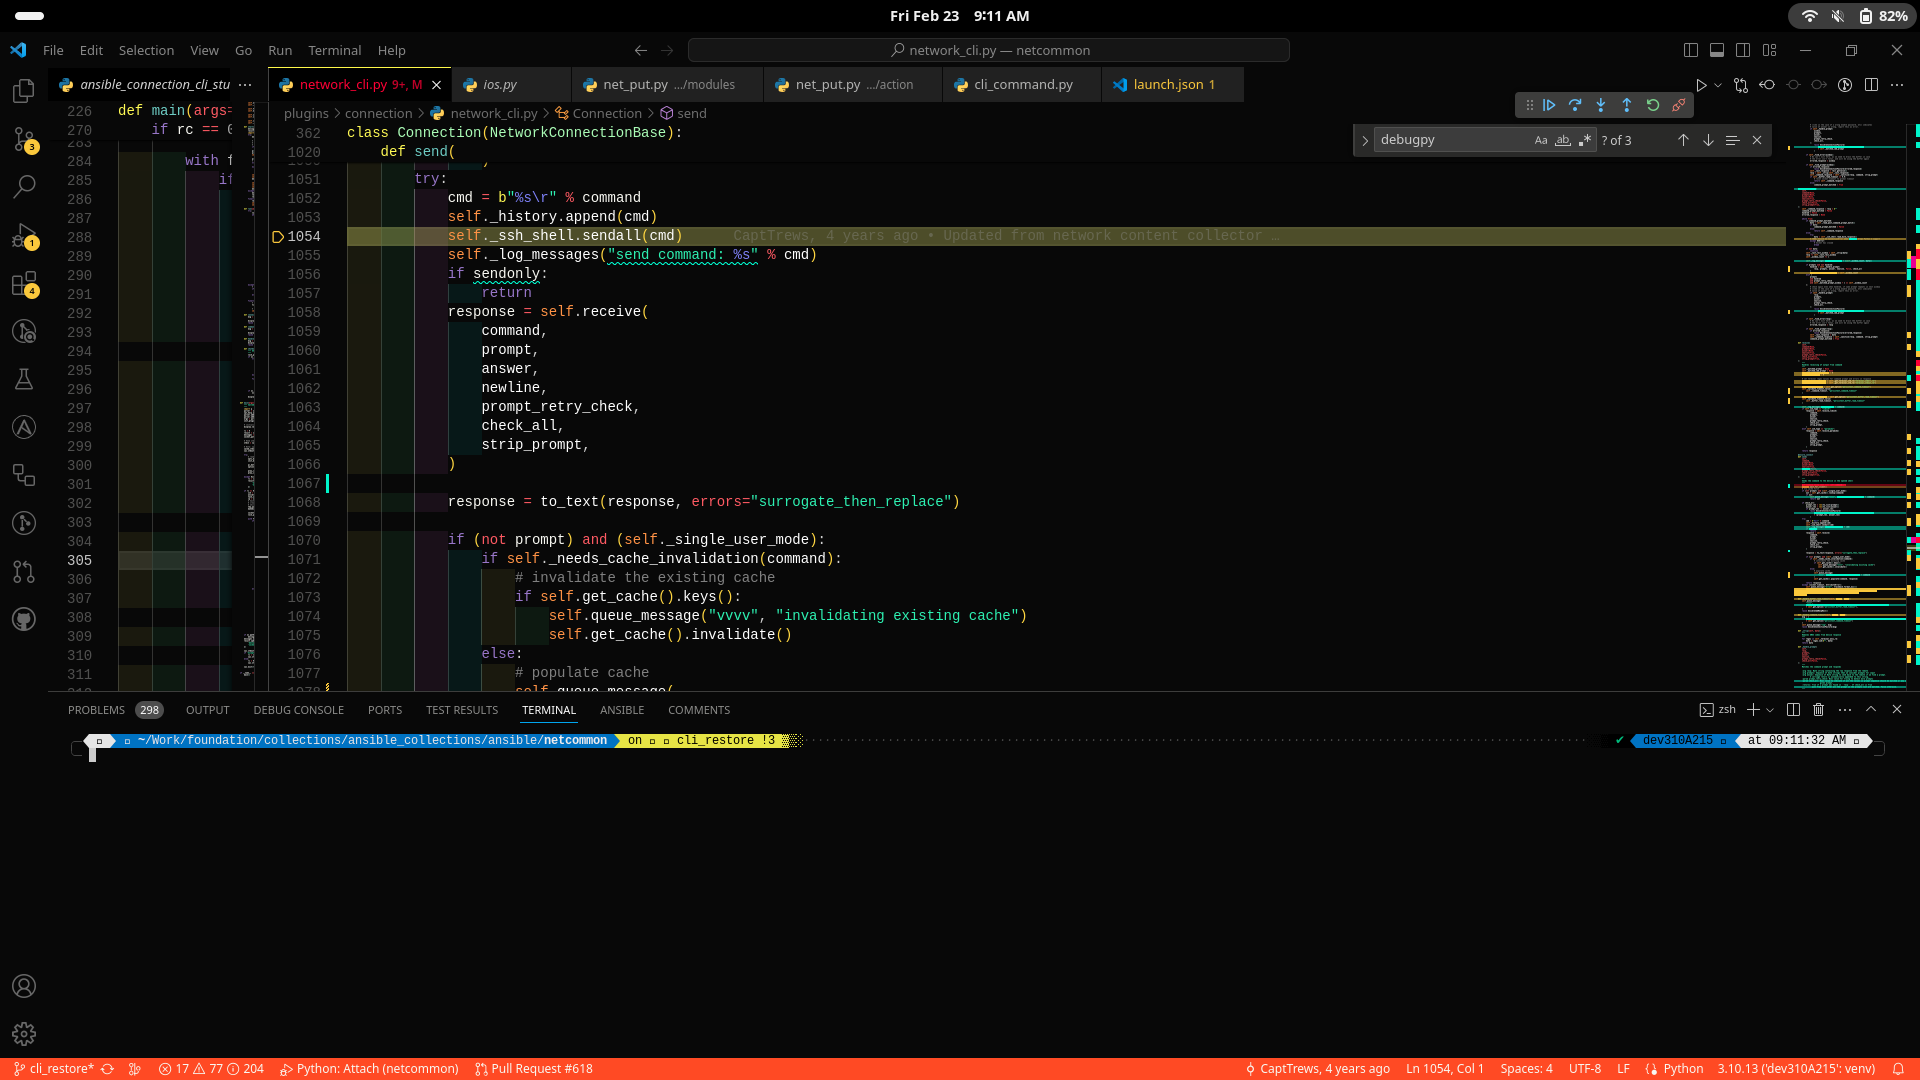 Fri Feb 23 9:11 AM
82%
File Edit Selection View Go Run Terminal Help
network_cli.py — netcommon
ansible_connection_cli_stu ···
network_cli.py 9+, M
ios.py
net_put.py .../modules
net_put.py .../action
cli_command.py
launch.json 1
226 def main(args=
270 if rc == 0
283
284 with f
285 if
286
287
288
289
290
291
292
293
294
295
296
297
298
299
300
301
302
303
304
305
306
307
308
309
310
311
3
1
4
plugins > connection > network_cli.py > Connection > send
debugpy
Aa ab .*
? of 3
362 class Connection(NetworkConnectionBase):
1020 def send(
1051 try:
1052 cmd = b"%s\r" % command
1053 self._history.append(cmd)
1054 self._ssh_shell.sendall(cmd) CaptTrews, 4 years ago • Updated from network content collector …
1055 self._log_messages("send command: %s" % cmd)
1056 if sendonly:
1057 return
1058 response = self.receive(
1059 command,
1060 prompt,
1061 answer,
1062 newline,
1063 prompt_retry_check,
1064 check_all,
1065 strip_prompt,
1066 )
1067
1068 response = to_text(response, errors="surrogate_then_replace")
1069
1070 if (not prompt) and (self._single_user_mode):
1071 if self._needs_cache_invalidation(command):
1072 # invalidate the existing cache
1073 if self.get_cache().keys():
1074 self.queue_message("vvvv", "invalidating existing cache")
1075 self.get_cache().invalidate()
1076 else:
1077 # populate cache
1078 self.queue_message(
PROBLEMS 298 OUTPUT DEBUG CONSOLE PORTS TEST RESULTS TERMINAL ANSIBLE COMMENTS
zsh
~/Work/foundation/collections/ansible_collections/ansible/netcommon on cli_restore !3
✔ dev310A215 at 09:11:32 AM
cli_restore* 17 77 204 Python: Attach (netcommon) Pull Request #618
CaptTrews, 4 years ago Ln 1054, Col 1 Spaces: 4 UTF-8 LF Python 3.10.13 ('dev310A215': venv)